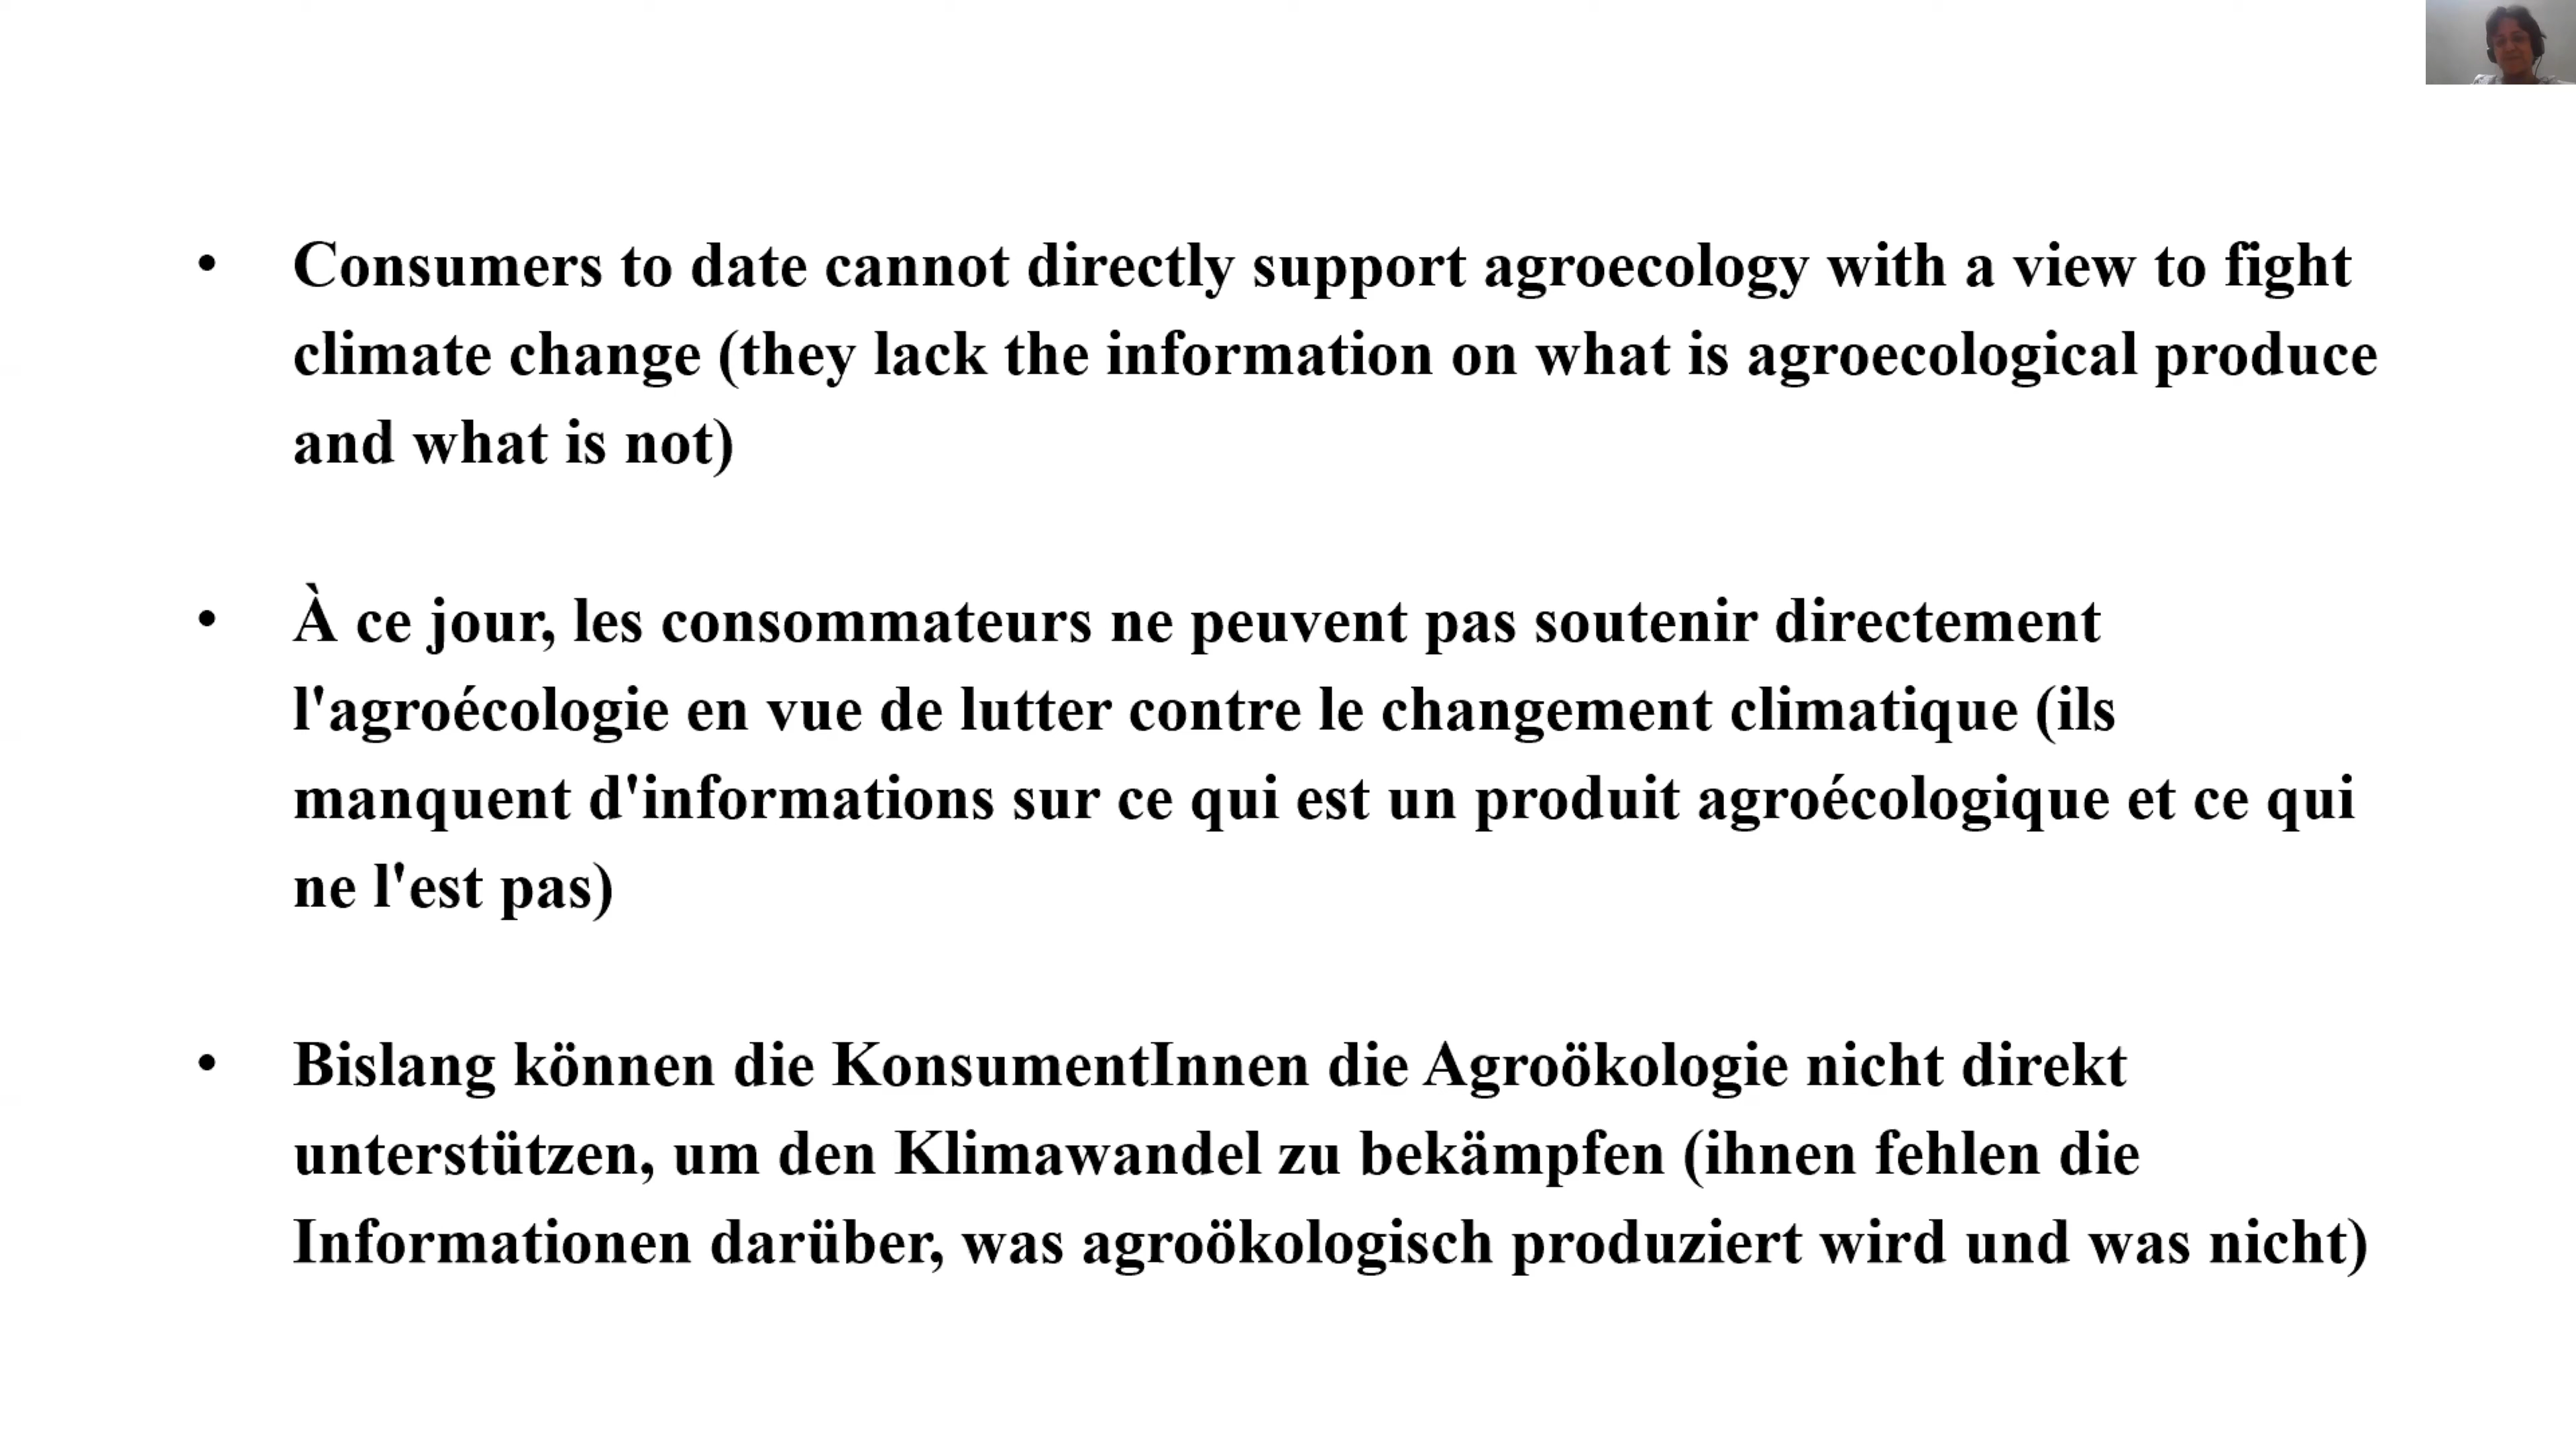 • Consumers to date cannot directly support agroecology with a view to fight
climate change (they lack the information on what is agroecological produce
and what is not)
• À ce jour, les consommateurs ne peuvent pas soutenir directement
l'agroécologie en vue de lutter contre le changement climatique (ils
manquent d'informations sur ce qui est un produit agroécologique et ce qui
ne l'est pas)
• Bislang können die KonsumentInnen die Agroökologie nicht direkt
unterstützen, um den Klimawandel zu bekämpfen (ihnen fehlen die
Informationen darüber, was agroökologisch produziert wird und was nicht)